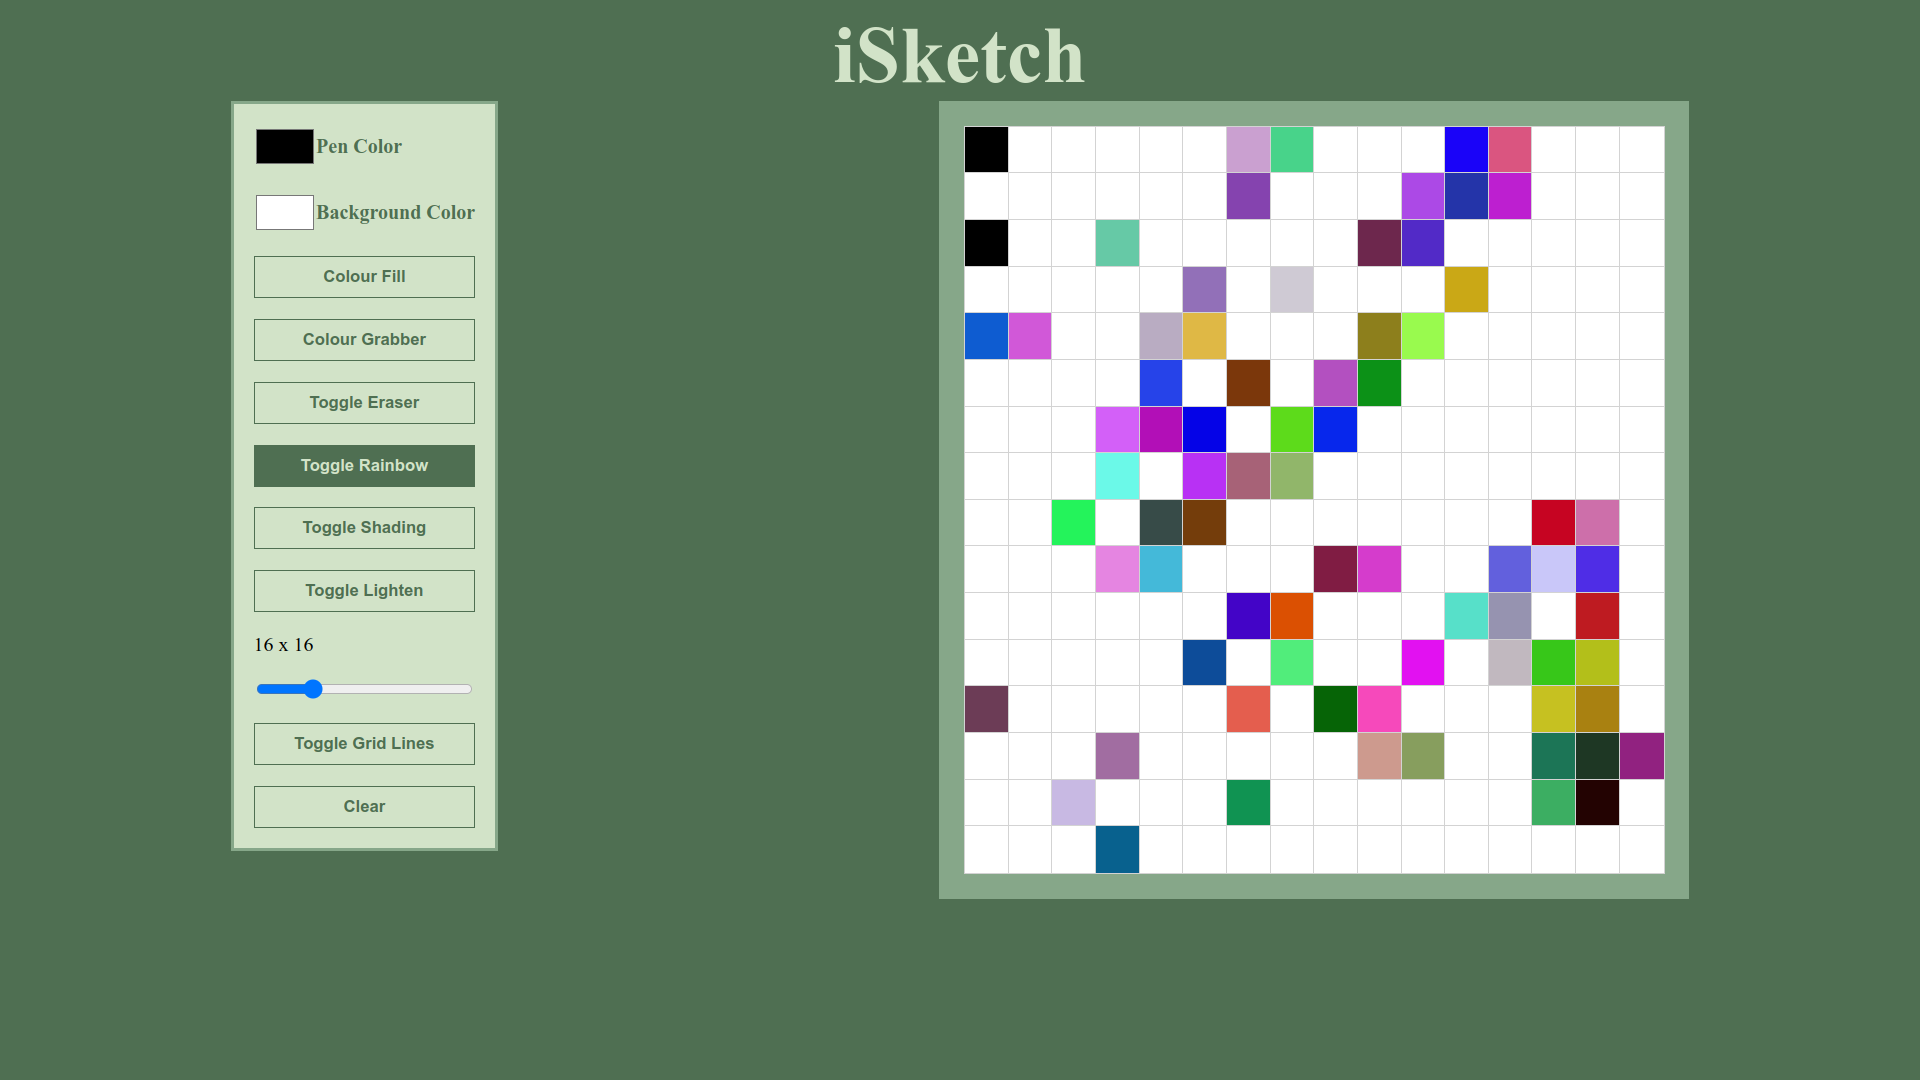 iSketch
Pen Color
Background Color
Colour Fill
Colour Grabber
Toggle Eraser
Toggle Rainbow
Toggle Shading
Toggle Lighten
16 x 16
Toggle Grid Lines
Clear